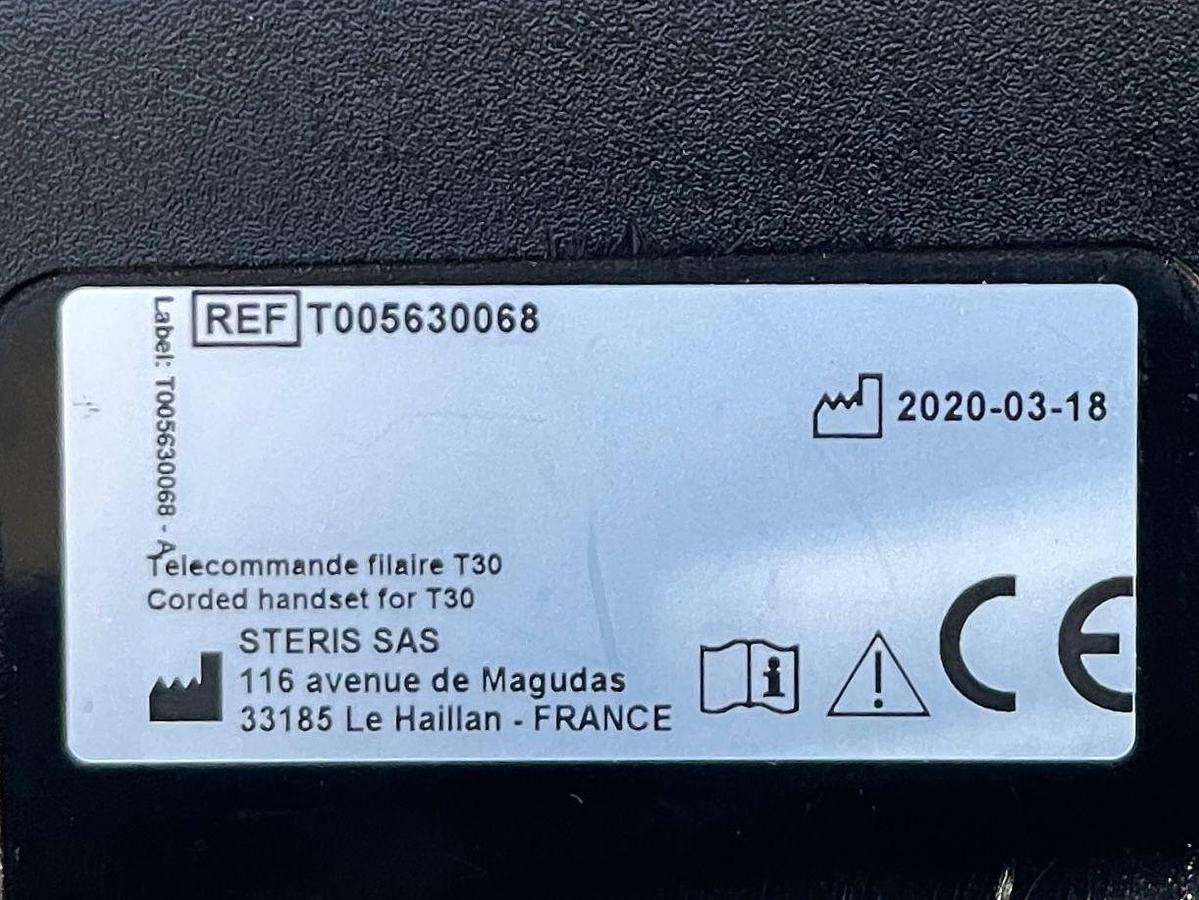 REF T005630068
Label: T005630068 - A
2020-03-18
Telecommande filaire T30
Corded handset for T30
STERIS SAS
116 avenue de Magudas
33185 Le Haillan - FRANCE
CE